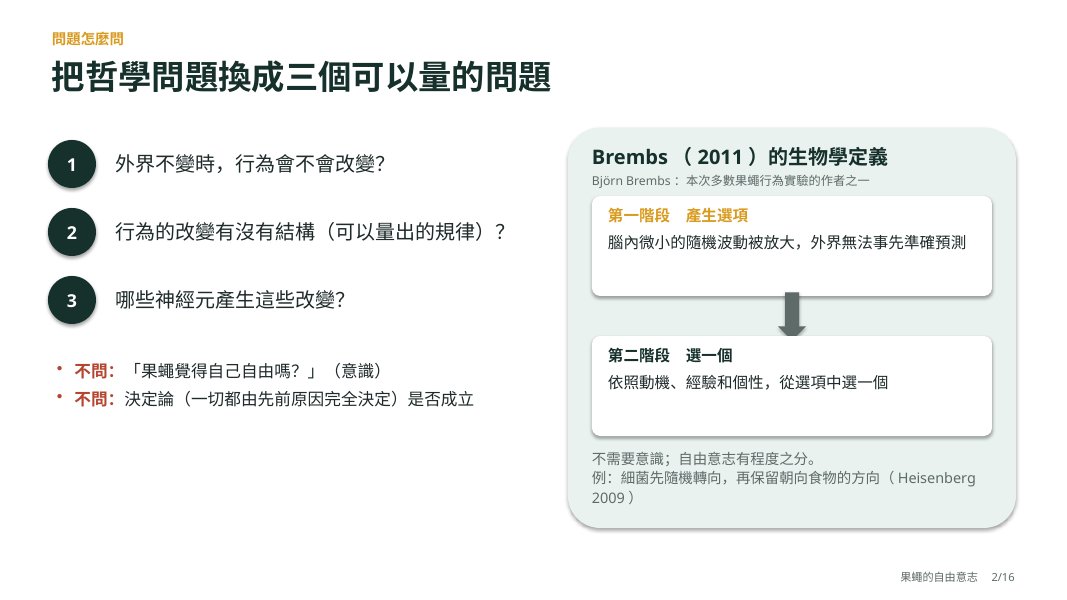 問題怎麼問
把哲學問題換成三個可以量的問題
1 外界不變時，行為會不會改變？
2 行為的改變有沒有結構（可以量出的規律）？
3 哪些神經元產生這些改變？
• 不問：「果蠅覺得自己自由嗎？」（意識）
• 不問：決定論（一切都由先前原因完全決定）是否成立
Brembs （ 2011 ）的生物學定義
Björn Brembs ：本次多數果蠅行為實驗的作者之一
第一階段　產生選項
腦內微小的隨機波動被放大，外界無法事先準確預測
第二階段　選一個
依照動機、經驗和個性，從選項中選一個
不需要意識；自由意志有程度之分。
例：細菌先隨機轉向，再保留朝向食物的方向（ Heisenberg
2009 ）
果蠅的自由意志　2/16